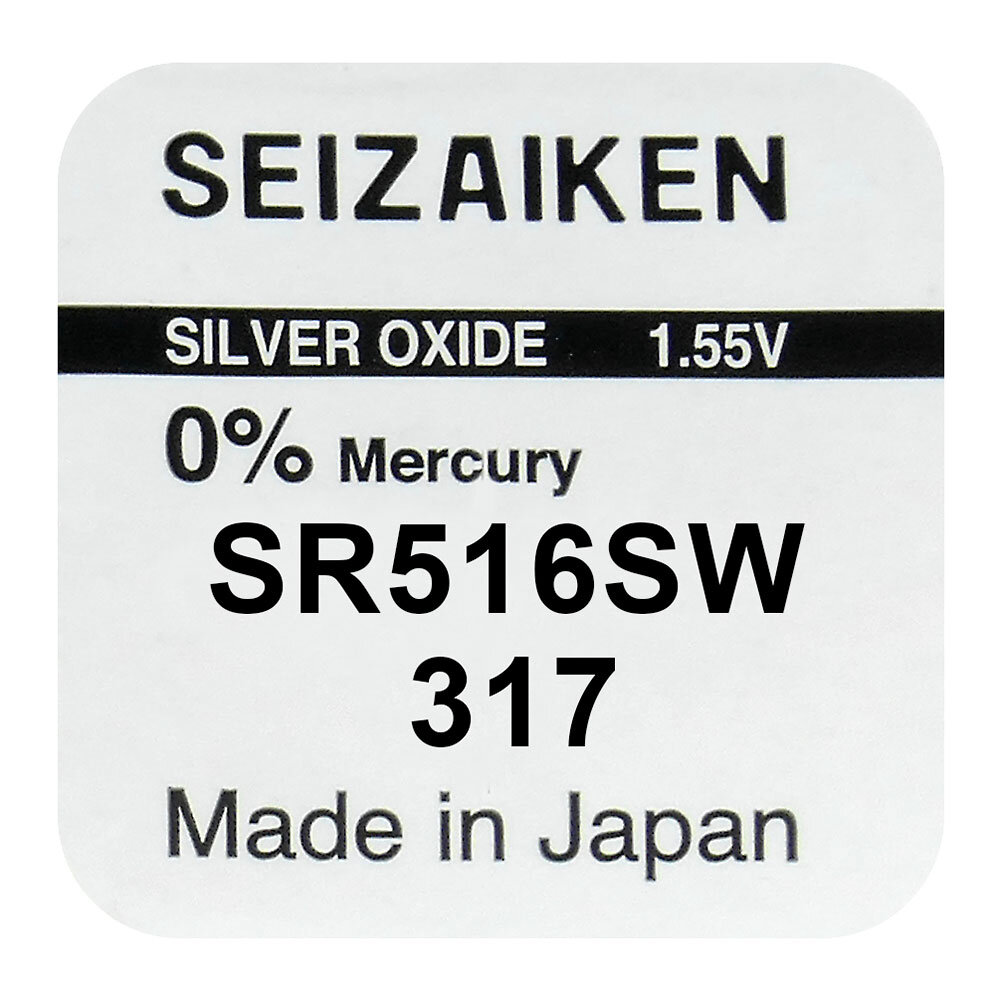 SEIZAIKEN
SILVER OXIDE 1.55V
0% Mercury
SR516SW
317
Made in Japan